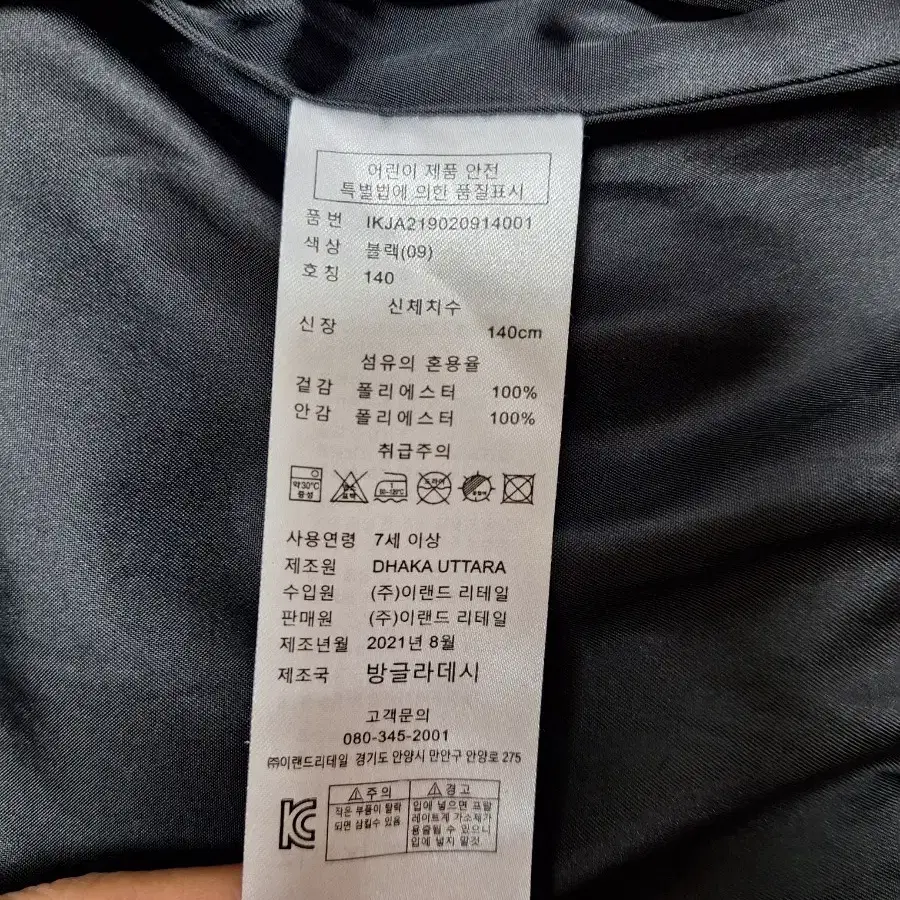 어린이 제품 안전
특별법에 의한 품질표시
품 번 IKJA219020914001
색 상 블랙(09)
호 칭 140
신체치수
신 장 140cm
섬유의 혼용율
겉 감 폴 리 에 스 터 100%
안 감 폴 리 에 스 터 100%
취급주의
약30℃
중성
드라이
사용연령 7세 이상
제조원 DHAKA UTTARA
수입원 (주)이랜드 리테일
판매원 (주)이랜드 리테일
제조년월 2021년 8월
제조국 방글라데시
고객문의
080-345-2001
㈜이랜드리테일 경기도 안양시 만안구 안양로 275
⚠주의
작은 부품이 탈락
되면 삼킬수 있음
⚠경고
입에 넣으면 프탈
레이트계 가소제가
용출될 수 있으니
입에 넣지 말것.